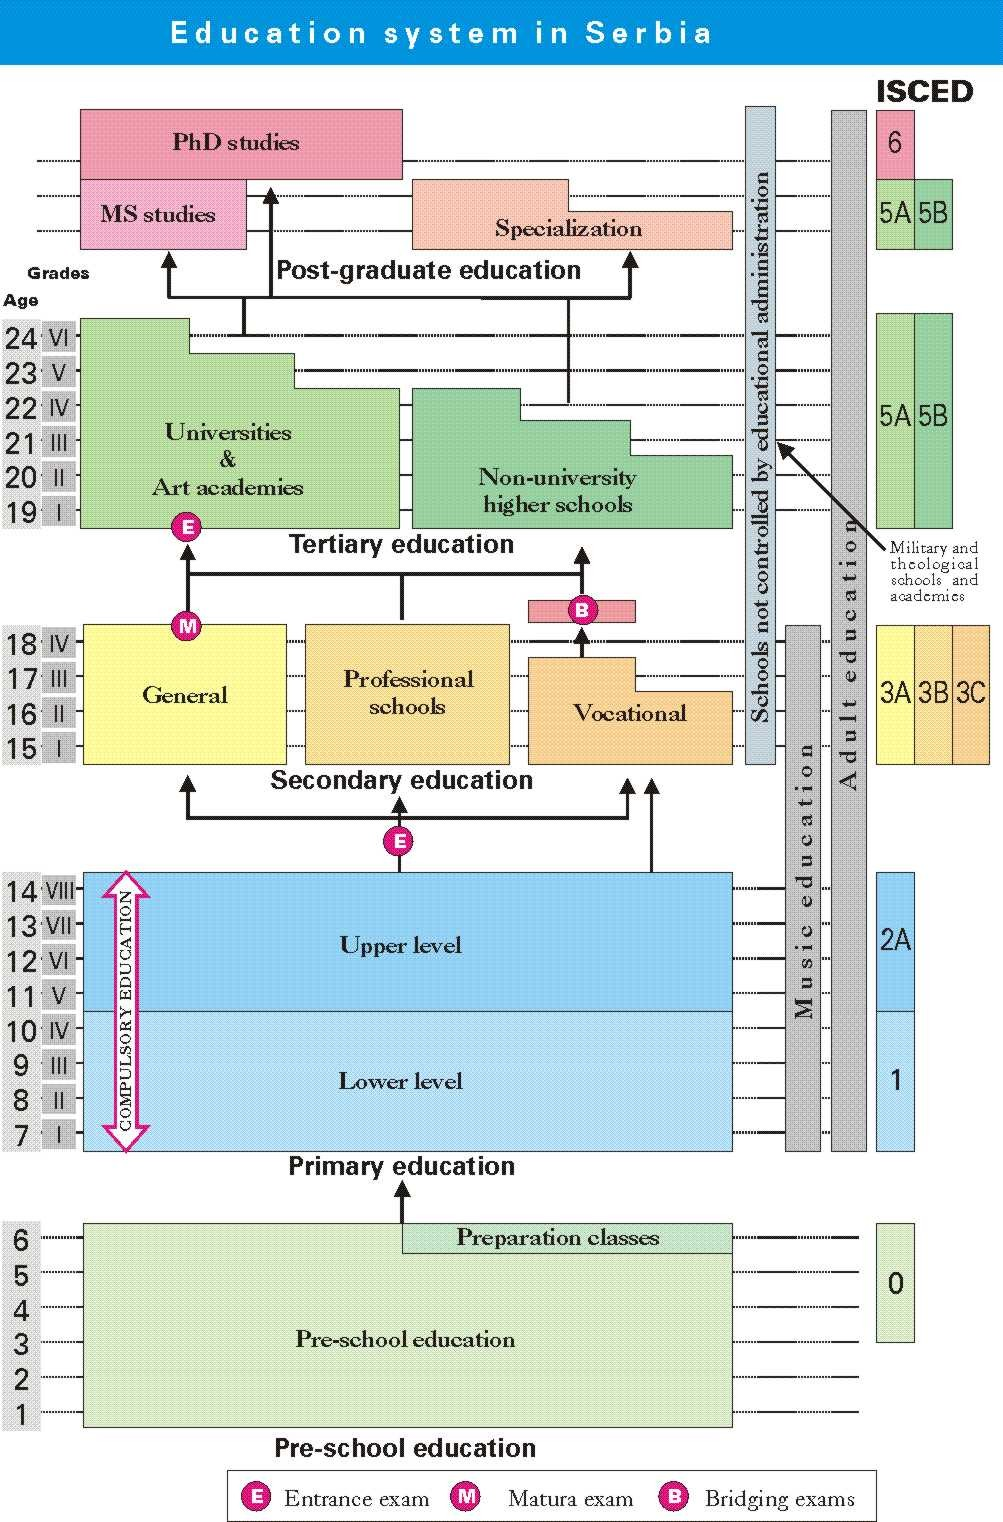 Education system in Serbia
ISCED
PhD studies
6
MS studies
Specialization
5A 5B
Post-graduate education
Grades
Age
24 VI
23 V
22 IV
21 III
20 II
19 I
Universities
&
Art academies
Non-university
higher schools
5A 5B
E
Tertiary education
Schools not controlled by educational administration
Adult education
Military and
theological
schools and
academies
B
M
18 IV
17 III
16 II
15 I
General
Professional
schools
Vocational
3A 3B 3C
Secondary education
E
Music education
14 VIII
13 VII
12 VI
11 V
10 IV
9 III
8 II
7 I
COMPULSORY EDUCATION
Upper level
2A
Lower level
1
Primary education
6
5
4
3
2
1
Preparation classes
Pre-school education
0
Pre-school education
E Entrance exam M Matura exam B Bridging exams